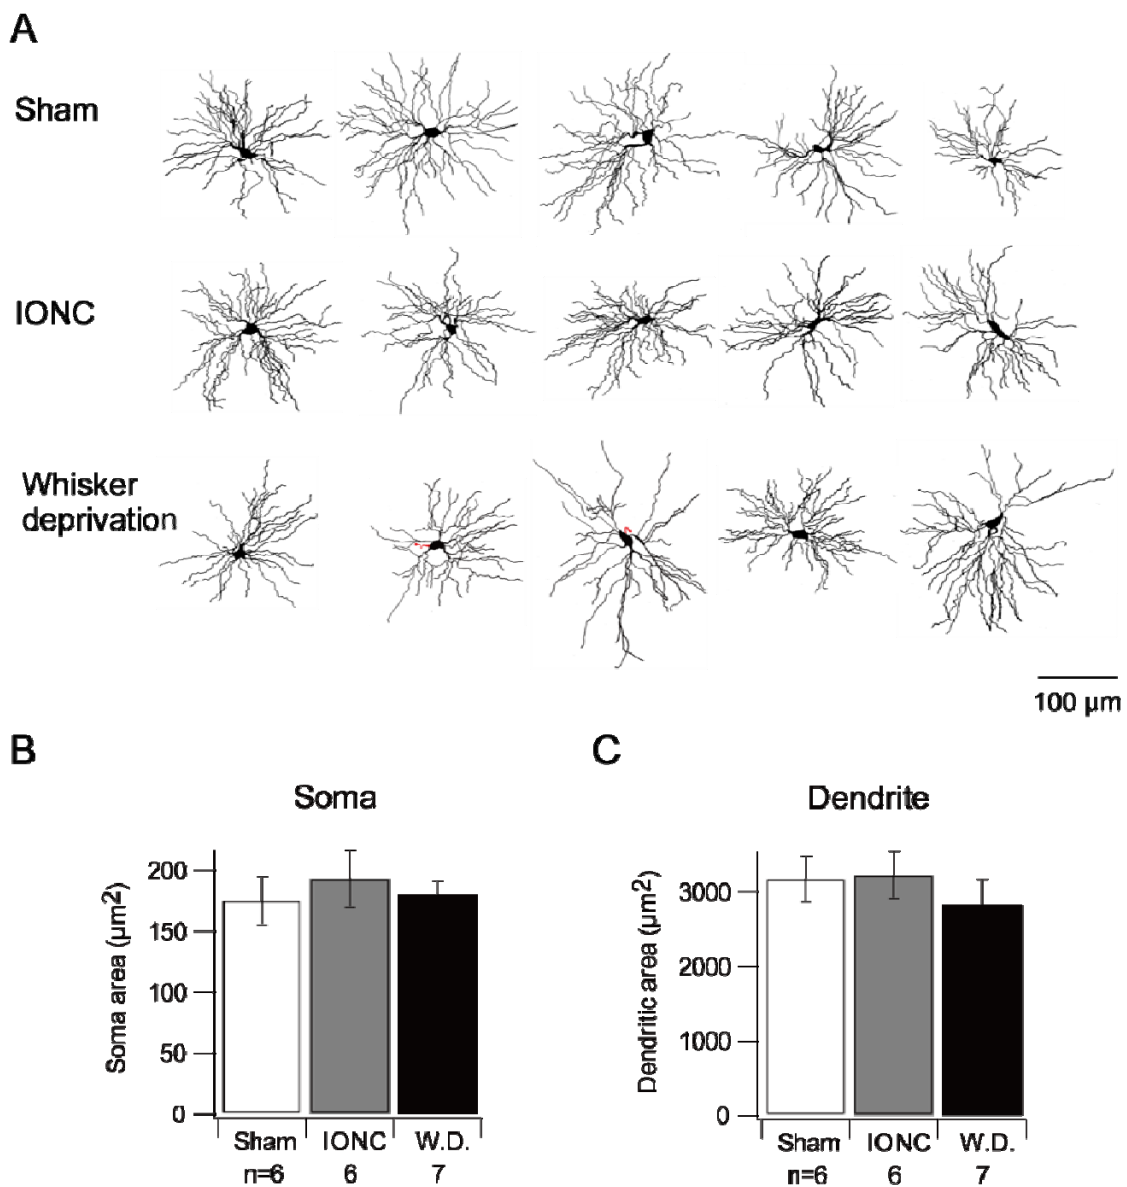 A
Sham
IONC
Whisker
deprivation
100 µm
B
C
Soma
Dendrite
Soma area (µm2)
200
150
100
50
0
Sham
IONC
W.D.
n=6
6
7
Dendritic area (µm2)
3000
2000
1000
0
Sham
IONC
W.D.
n=6
6
7